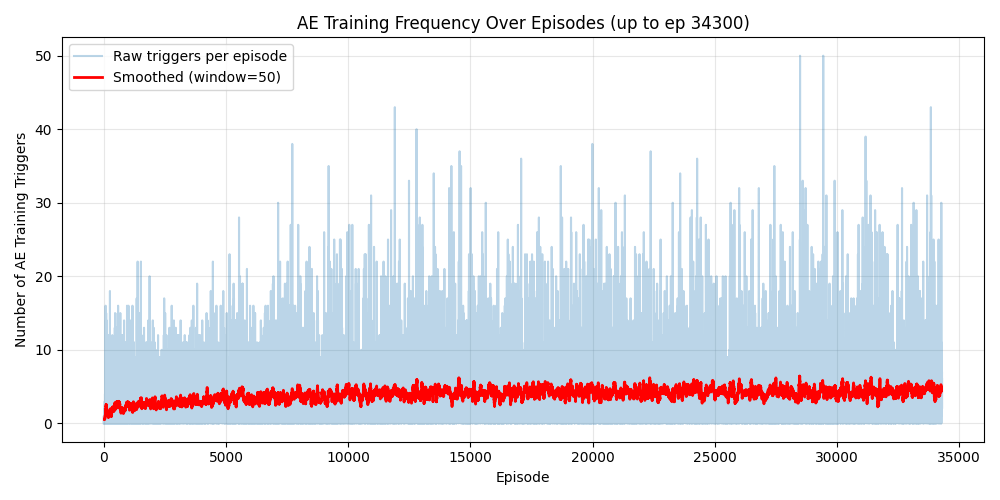 AE Training Frequency Over Episodes (up to ep 34300)
Raw triggers per episode
Smoothed (window=50)
Number of AE Training Triggers
50
40
30
20
10
0
0 5000 10000 15000 20000 25000 30000 35000
Episode